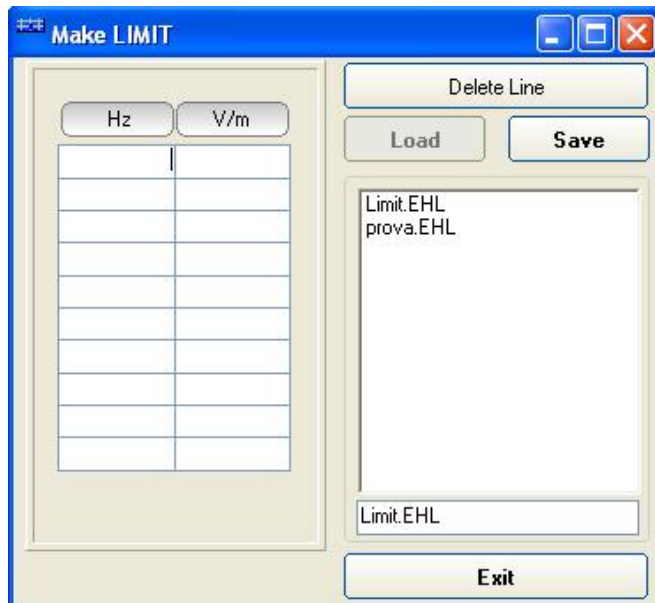 Make LIMIT
Hz V/m
Delete Line
Load Save
Limit.EHL
prova.EHL
Limit.EHL
Exit